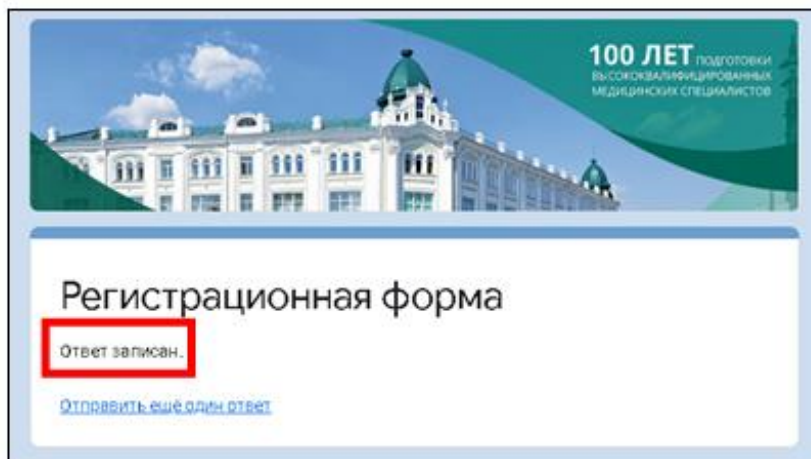 100 ЛЕТ ПОДГОТОВКИ
ВЫСОКОКВАЛИФИЦИРОВАННЫХ
МЕДИЦИНСКИХ СПЕЦИАЛИСТОВ
Регистрационная форма
Ответ записан.
Отправить ещё один ответ